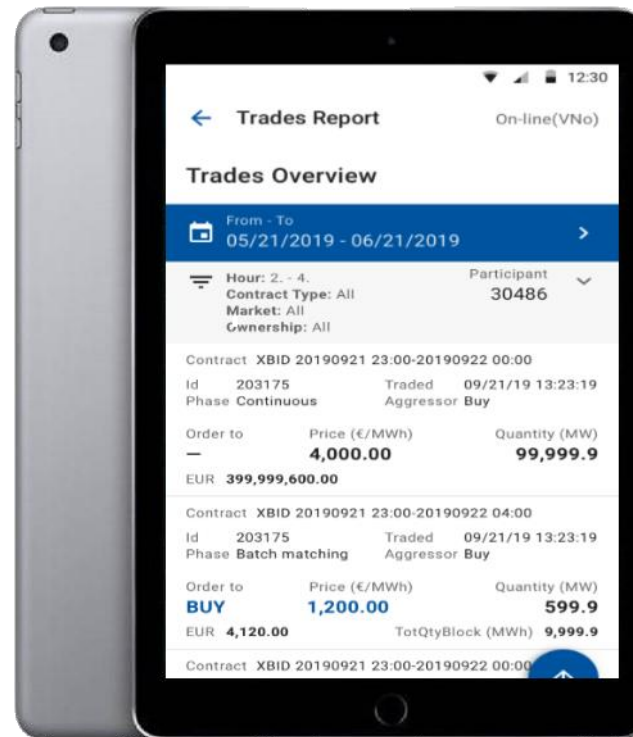 12:30
Trades Report On-line(VNo)
Trades Overview
From - To
05/21/2019 - 06/21/2019
Hour: 2. - 4. Participant
Contract Type: All 30486
Market: All
Ownership: All
Contract XBID 20190921 23:00-20190922 00:00
Id 203175 Traded 09/21/19 13:23:19
Phase Continuous Aggressor Buy
Order to Price (€/MWh) Quantity (MW)
— 4,000.00 99,999.9
EUR 399,999,600.00
Contract XBID 20190921 23:00-20190922 04:00
Id 203175 Traded 09/21/19 13:23:19
Phase Batch matching Aggressor Buy
Order to Price (€/MWh) Quantity (MW)
BUY 1,200.00 599.9
EUR 4,120.00 TotQtyBlock (MWh) 9,999.9
Contract XBID 20190921 23:00-20190922 00:00